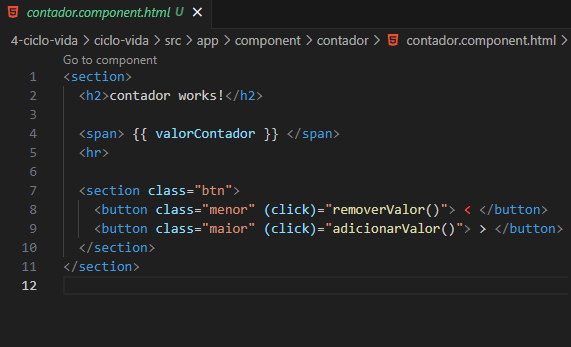 contador.component.html U ×
4-ciclo-vida > ciclo-vida > src > app > component > contador > contador.component.html >
Go to component
1 <section>
2   <h2>contador works!</h2>
3
4   <span> {{ valorContador }} </span>
5   <hr>
6
7   <section class="btn">
8     <button class="menor" (click)="removerValor()"> < </button>
9     <button class="maior" (click)="adicionarValor()"> > </button>
10   </section>
11 </section>
12